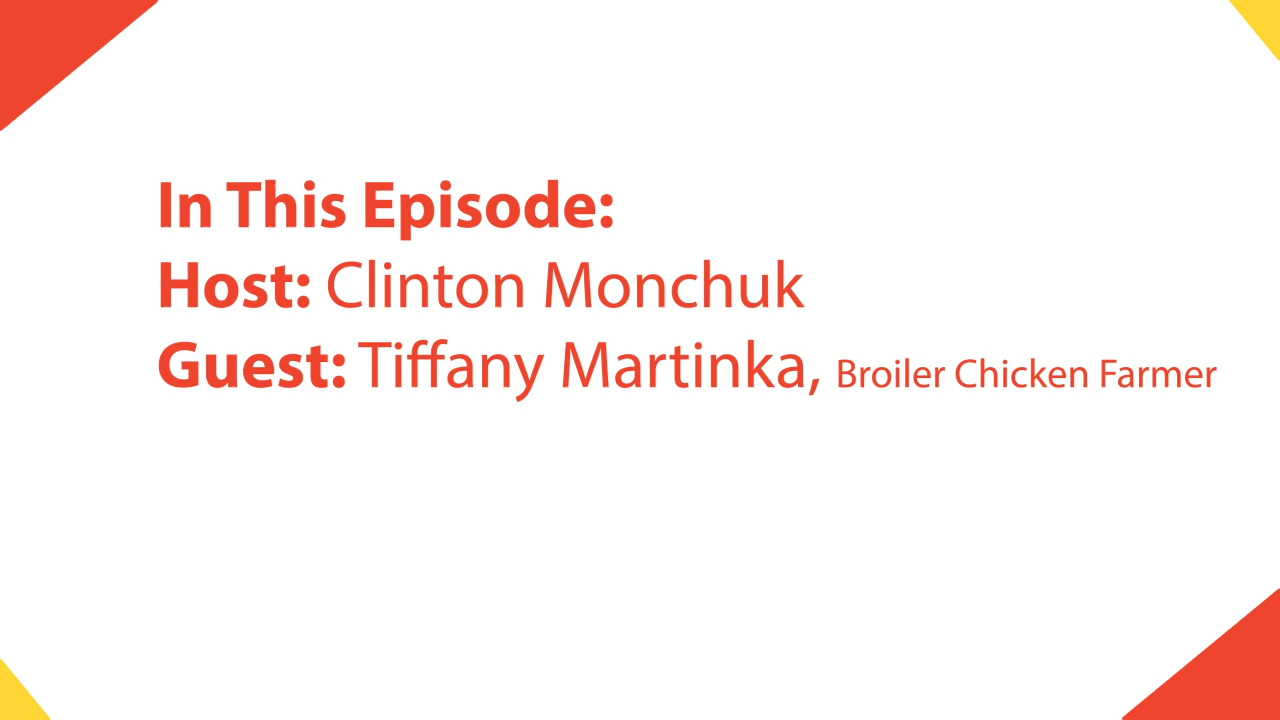 In This Episode:
Host: Clinton Monchuk
Guest: Tiffany Martinka, Broiler Chicken Farmer